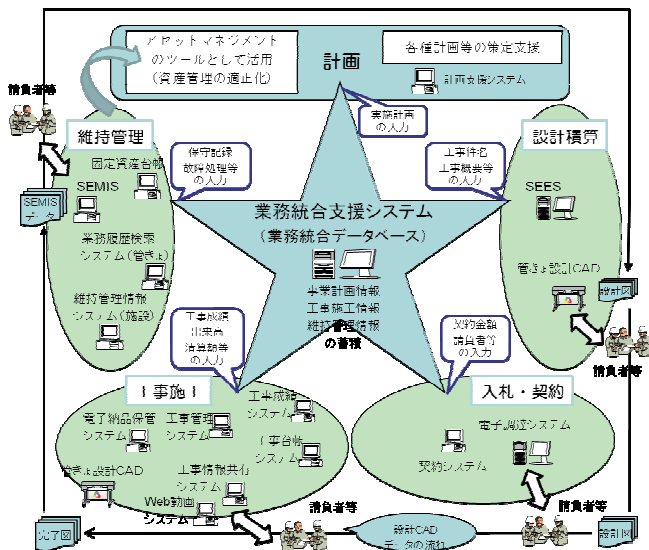 アセットマネジメント
のツールとして活用
(資産管理の適正化)
計画
各種計画等の策定支援
計画支援システム
請負者等
維持管理
固定資産台帳
SEMIS
SEMIS
データ
業務履歴検索
システム(管きょ)
維持管理情報
システム(施設)
保守記録
故障処理等
の入力
実施計画
の入力
工事件名
工事概要等
の入力
設計積算
SEES
管きょ設計CAD
設計図
請負者等
業務統合支援システム
(業務統合データベース)
事業計画情報
工事施工情報
維持管理情報
の蓄積
工事成績
出来高
清算額等
の入力
契約金額
請負者等
の入力
事施
工事成績
システム
電子納品保管
システム
工事管理
システム
工事台帳
システム
管きょ設計CAD
工事情報共有
システム
Web動画
システム
入札・契約
電子調達システム
契約システム
請負者等
請負者等
完了図
設計CAD
データの流れ
設計図